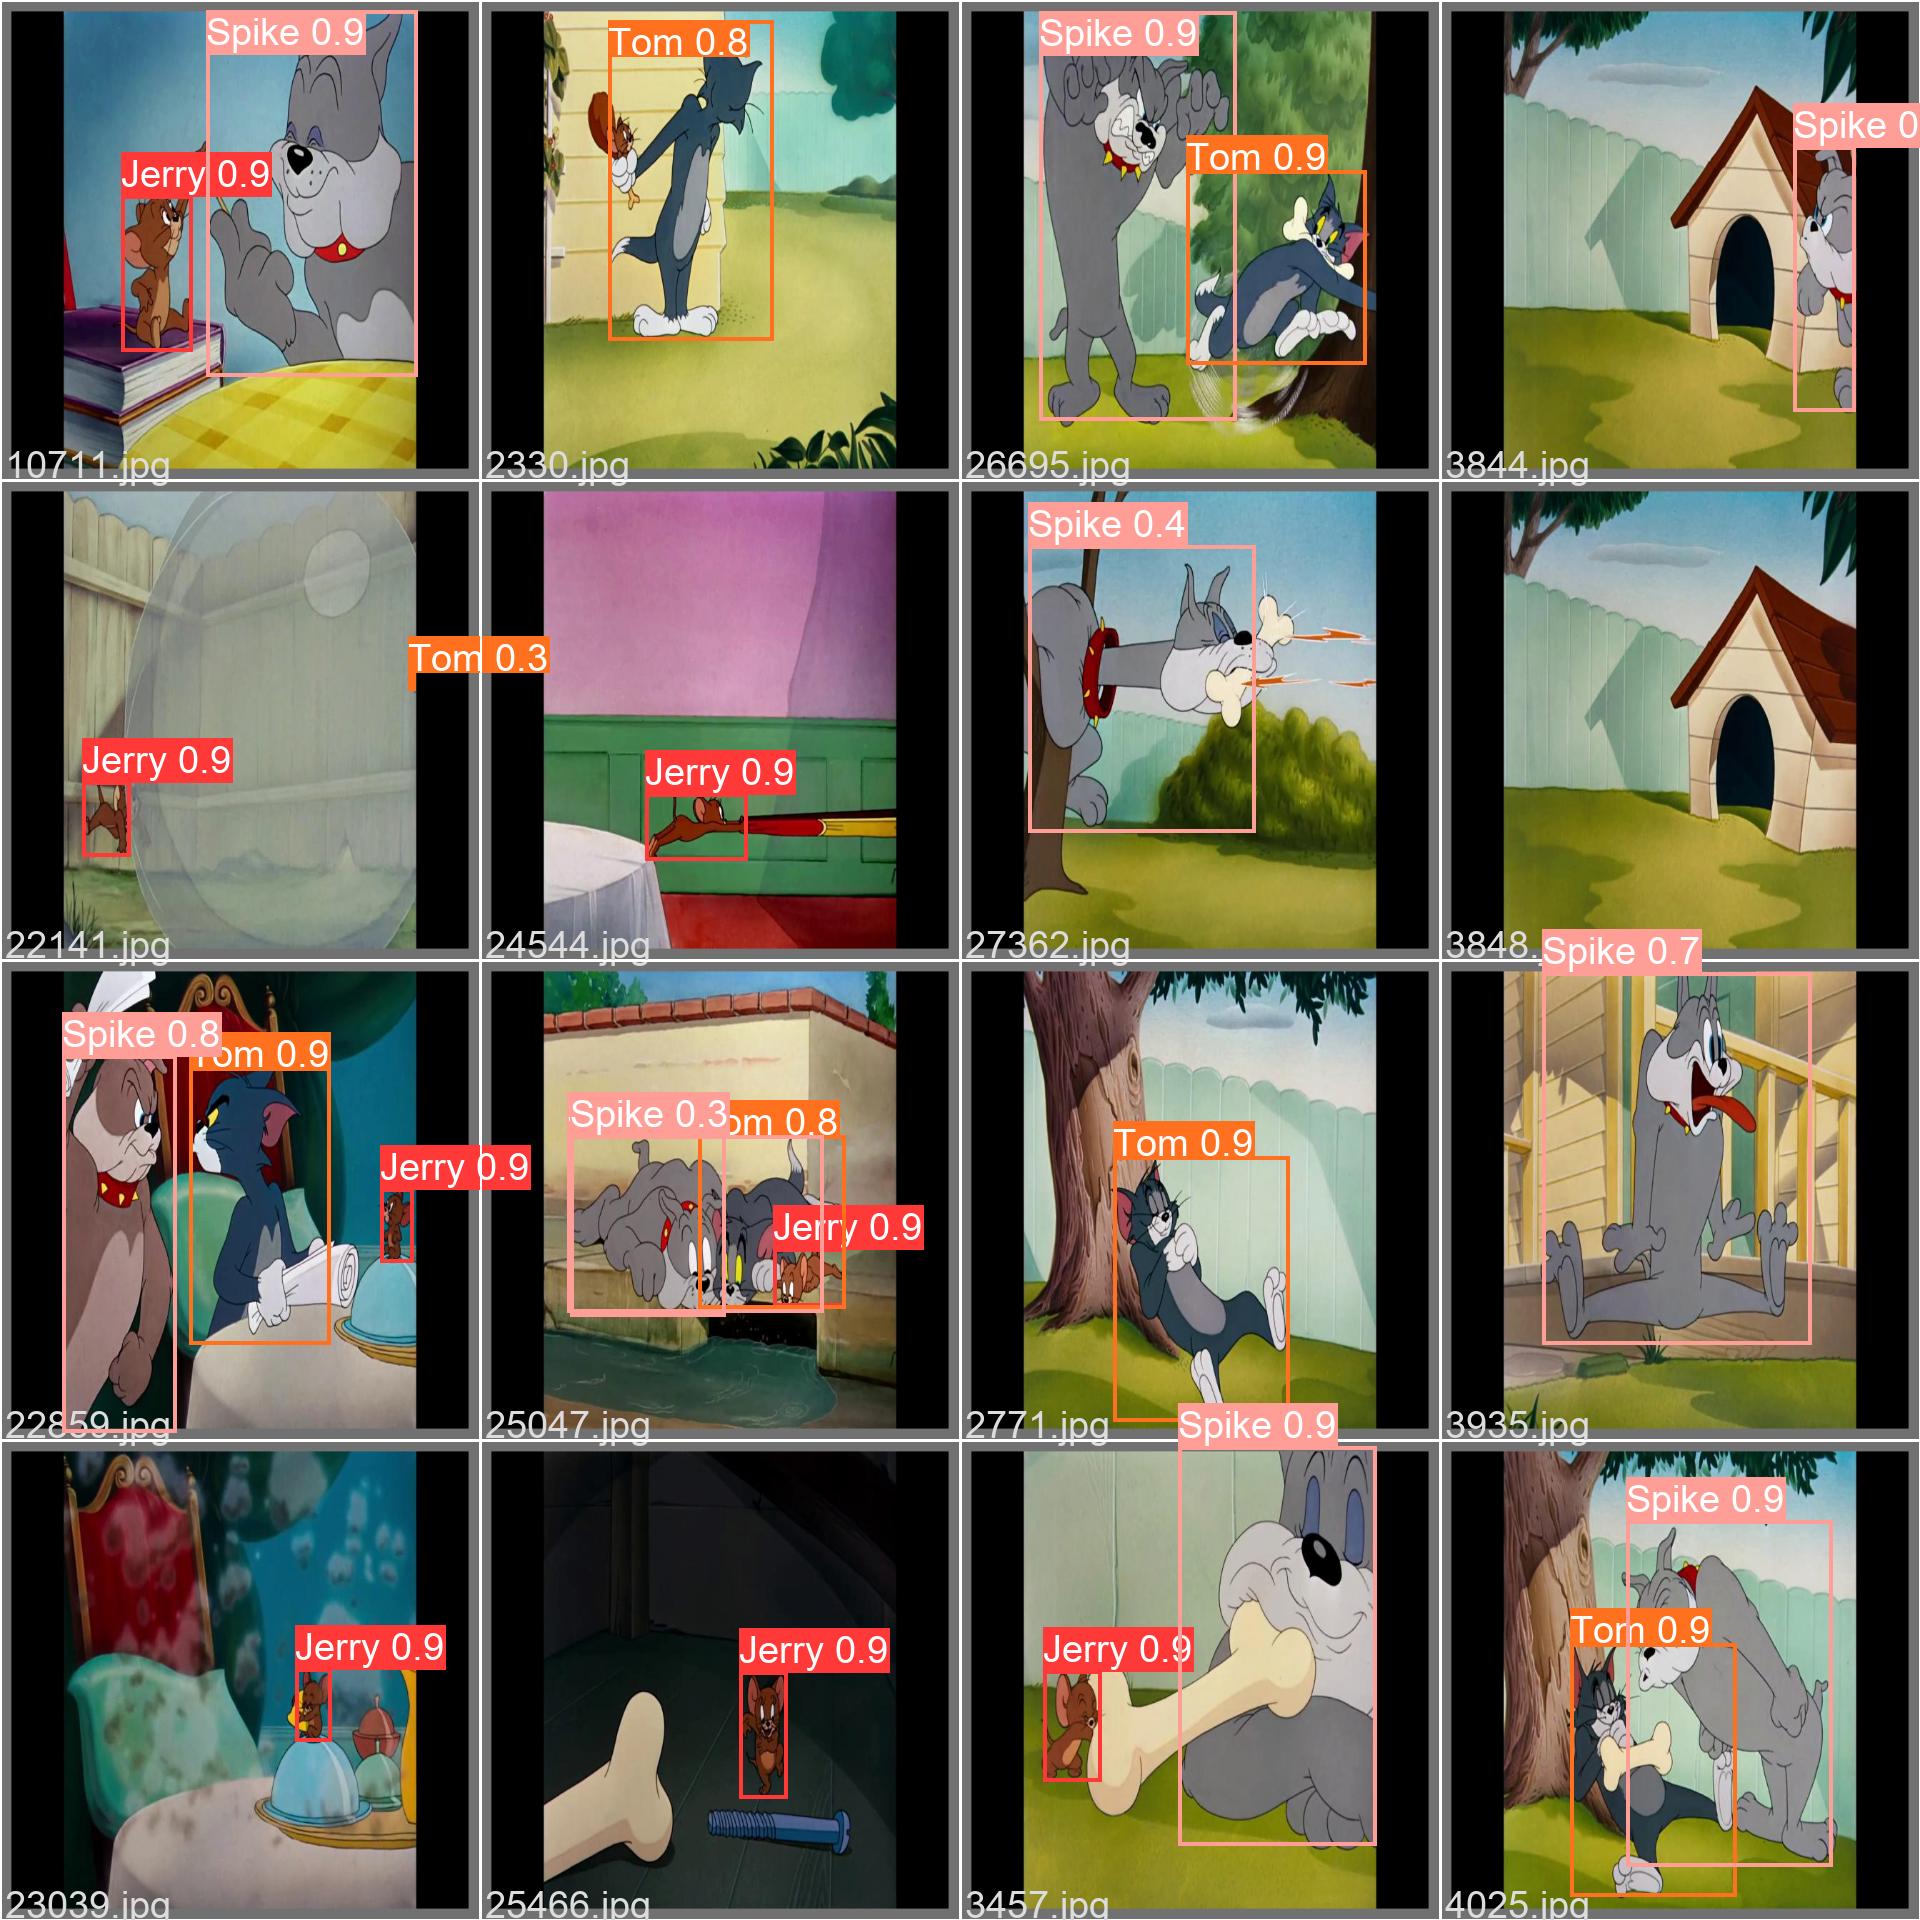 Spike 0.9
Jerry 0.9
10711.jpg
Tom 0.8
2330.jpg
Spike 0.9
Tom 0.9
26695.jpg
Spike 0
3844.jpg
Tom 0.3
Jerry 0.9
22141.jpg
Jerry 0.9
24544.jpg
Spike 0.4
27362.jpg
3848.
Spike 0.8
Tom 0.9
Jerry 0.9
22859.jpg
Spike 0.3
om 0.8
Jerry 0.9
25047.jpg
Tom 0.9
2771.jpg
Spike 0.7
3935.jpg
Jerry 0.9
23039.jpg
Jerry 0.9
25466.jpg
Spike 0.9
Jerry 0.9
3457.jpg
Spike 0.9
Tom 0.9
4025.jpg